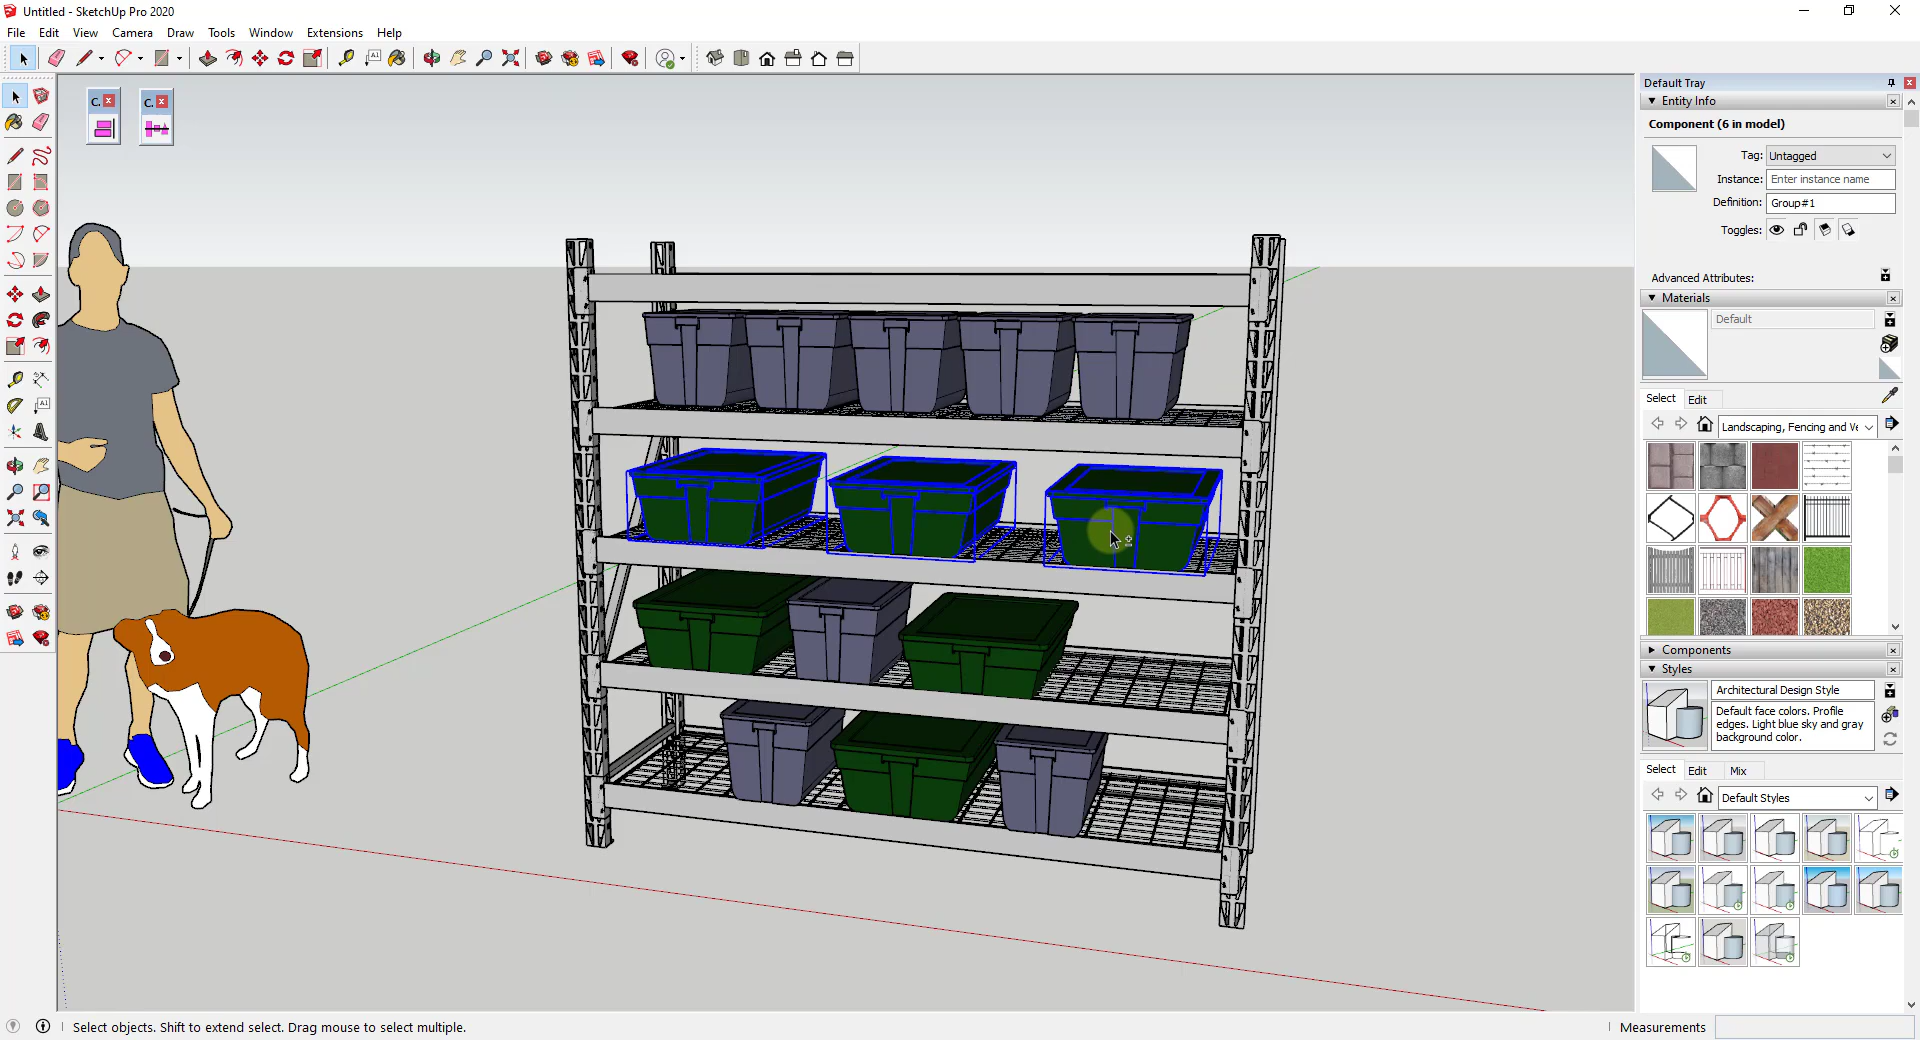 Untitled - SketchUp Pro 2020
File Edit View Camera Draw Tools Window Extensions Help
C.
C.
Default Tray
Entity Info
Component (6 in model)
Tag: Untagged
Instance: Enter instance name
Definition: Group#1
Toggles:
Advanced Attributes:
Materials
Default
Select Edit
Landscaping, Fencing and Ve
Components
Styles
Architectural Design Style
Default face colors. Profile
edges. Light blue sky and gray
background color.
Select Edit Mix
Default Styles
Select objects. Shift to extend select. Drag mouse to select multiple.
Measurements